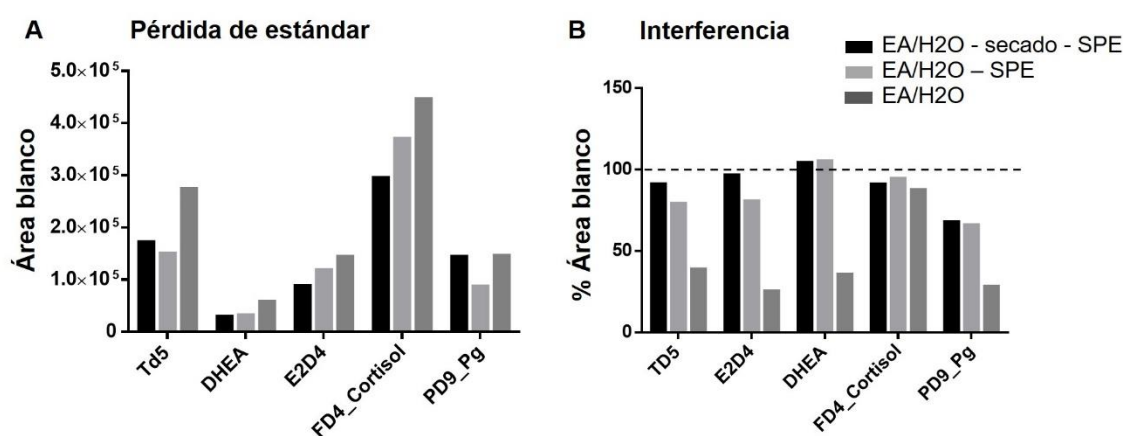 A Pérdida de estándar
Área blanco
5.0×10⁵
4.0×10⁵
3.0×10⁵
2.0×10⁵
1.0×10⁵
0
Td5
DHEA
E2D4
FD4_Cortisol
PD9_Pg
B Interferencia
EA/H2O - secado - SPE
EA/H2O – SPE
EA/H2O
% Área blanco
150
100
50
0
TD5
E2D4
DHEA
FD4_Cortisol
PD9_Pg